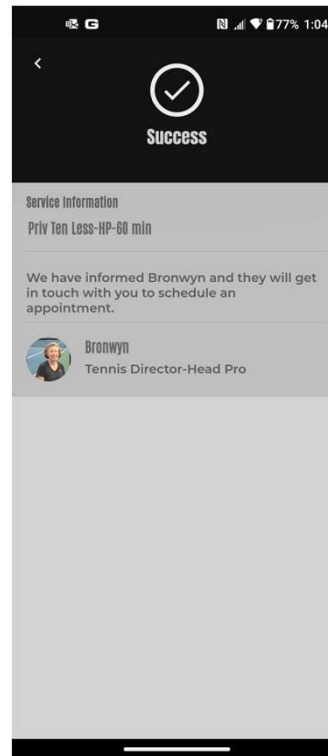 G 77% 1:04
Success
Service Information
Priv Ten Less-HP-60 min
We have informed Bronwyn and they will get
in touch with you to schedule an
appointment.
Bronwyn
Tennis Director-Head Pro